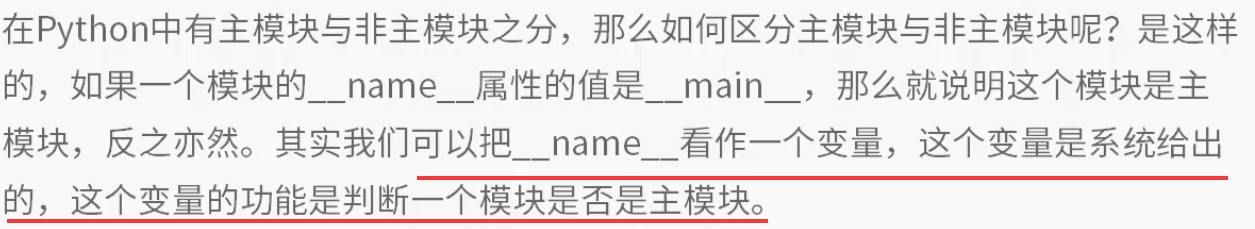 在Python中有主模块与非主模块之分，那么如何区分主模块与非主模块呢？是这样
的，如果一个模块的__name__属性的值是__main__，那么就说明这个模块是主
模块，反之亦然。其实我们可以把__name__看作一个变量，这个变量是系统给出
的，这个变量的功能是判断一个模块是否是主模块。